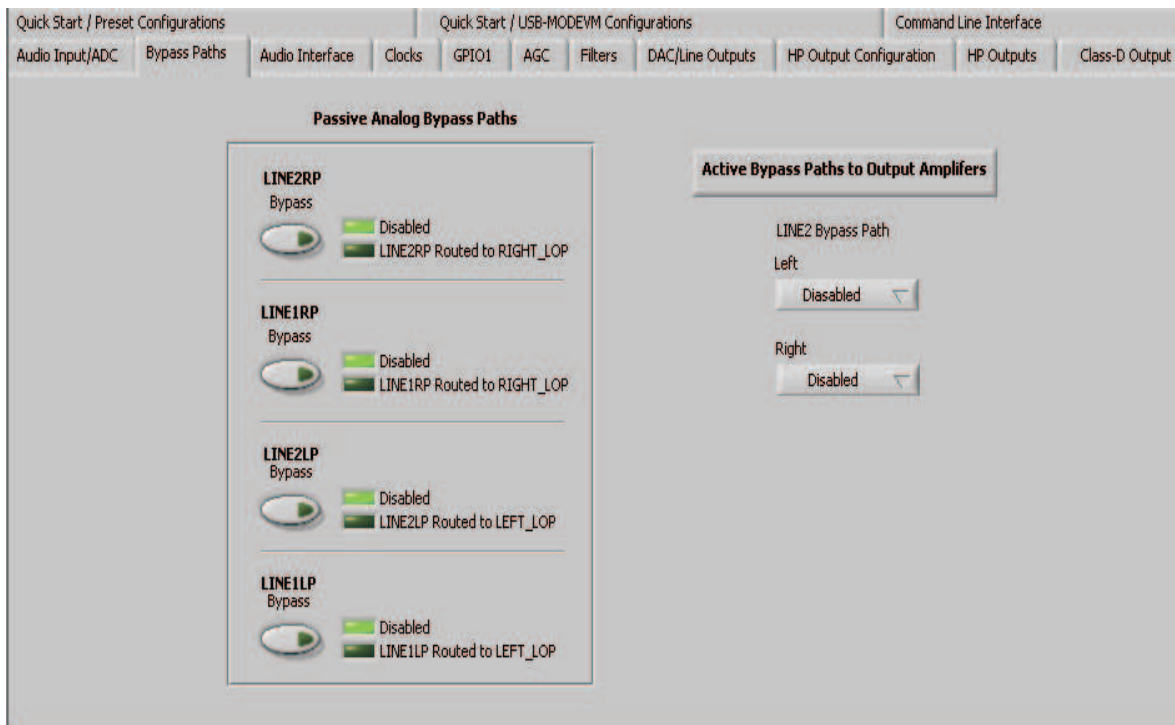 Quick Start / Preset Configurations
Quick Start / USB-MODEVM Configurations
Command Line Interface
Audio Input/ADC
Bypass Paths
Audio Interface
Clocks
GPIO1
AGC
Filters
DAC/Line Outputs
HP Output Configuration
HP Outputs
Class-D Output
Passive Analog Bypass Paths
LINE2RP
Bypass
Disabled
LINE2RP Routed to RIGHT_LOP
LINE1RP
Bypass
Disabled
LINE1RP Routed to RIGHT_LOP
LINE2LP
Bypass
Disabled
LINE2LP Routed to LEFT_LOP
LINE1LP
Bypass
Disabled
LINE1LP Routed to LEFT_LOP
Active Bypass Paths to Output Amplifers
LINE2 Bypass Path
Left
Diasabled
Right
Disabled